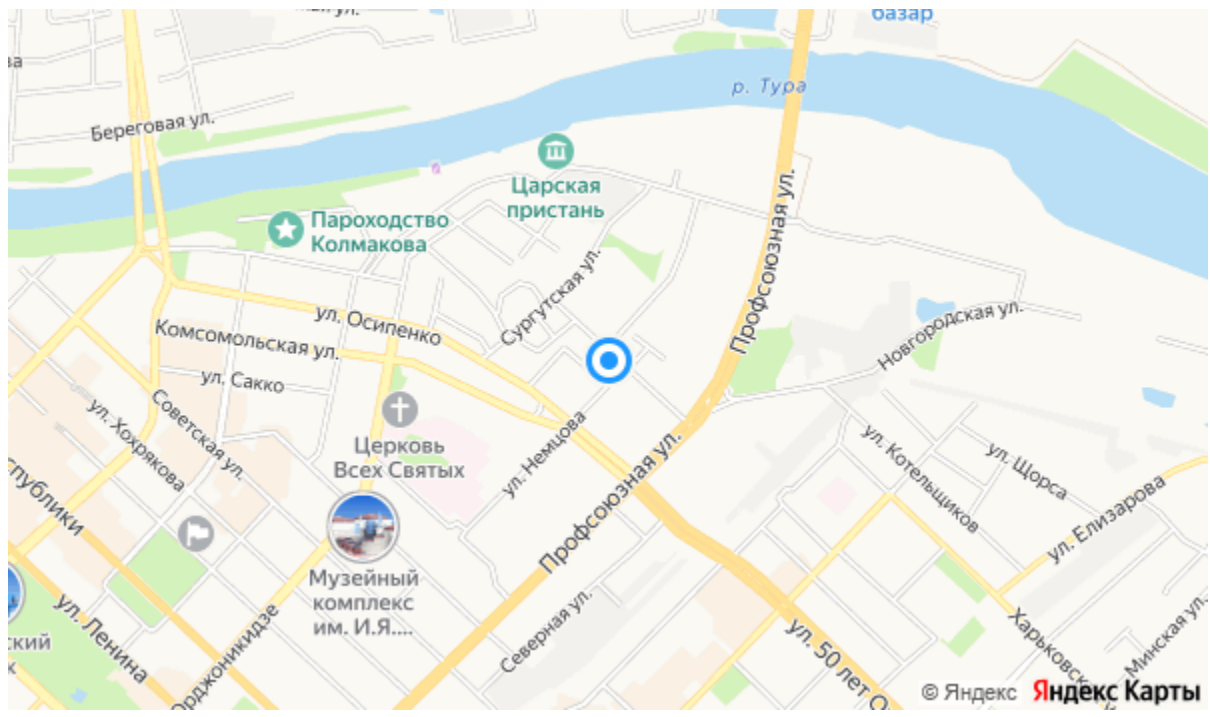 базар
р. Тура
Береговая ул.
Царская
пристань
Пароходство
Колмакова
Профсоюзная ул.
Сургутская ул.
ул. Осипенко
Комсомольская ул.
Новгородская ул.
ул. Сакко
ул. Хохрякова
Советская ул.
Церковь
Всех Святых
ул. Немцова
Профсоюзная ул.
ул. Котельщиков
ул. Щорса
ул. Елизарова
Музейный
комплекс
им. И.Я....
Северная ул.
ул. Ленина
ул. 50 лет О
Минская ул.
© Яндекс Яндекс Карты